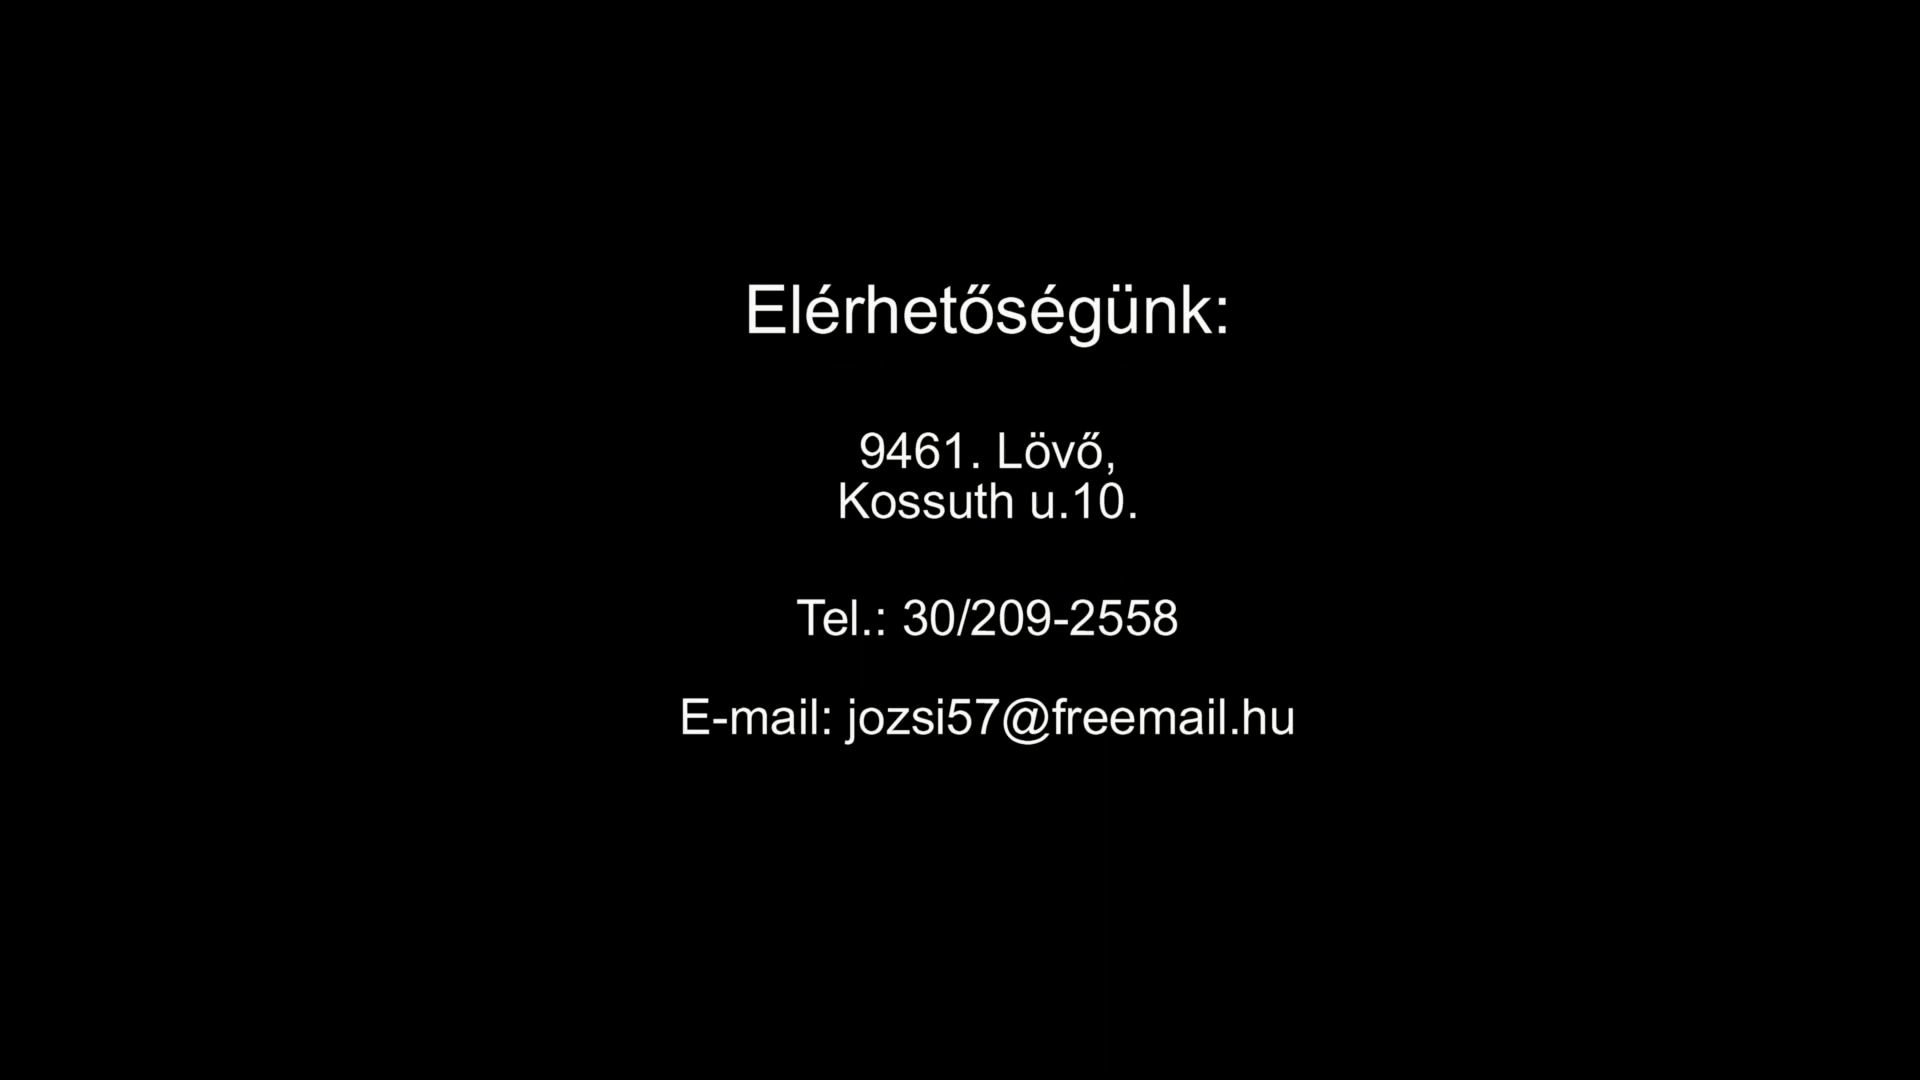 Elérhetőségünk:
9461. Lövő,
Kossuth u.10.
Tel.: 30/209-2558
E-mail: jozsi57@freemail.hu